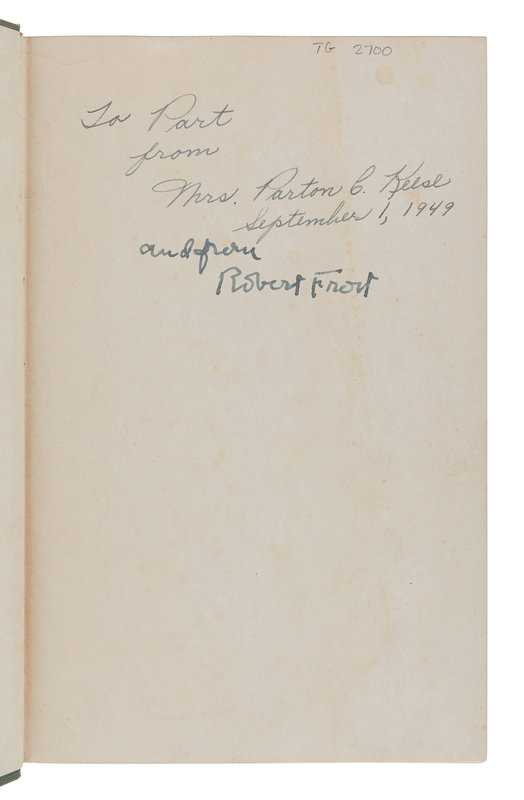 TG 2700
To Part
from
Mrs. Parton C. Keese
September 1, 1949
and from
Robert Frost